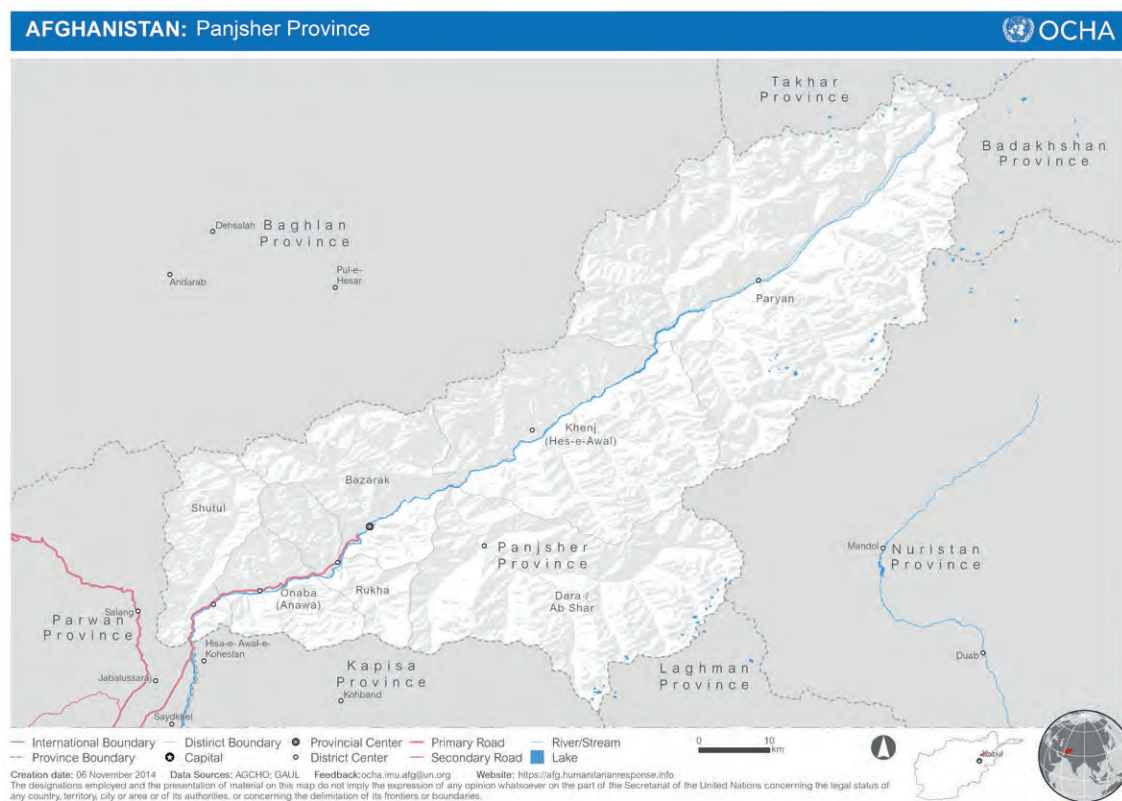 AFGHANISTAN: Panjsher Province
OCHA
Takhar
Province
Badakhshan
Province
Dehsalah
Baghlan
Province
Andarab
Pul-e-
Hesar
Paryan
Khenj
(Hes-e-Awal)
Bazarak
Shutul
Panjsher
Province
Mandol
Nuristan
Province
Onaba
(Anawa)
Rukha
Dara /
Ab Shar
Salang
Parwan
Province
Hisa-e- Awal-e-
Kohestan
Kapisa
Province
Laghman
Province
Duab
Jabalussaraj
Kohband
Saydkhel
International Boundary
District Boundary
Provincial Center
Primary Road
River/Stream
0 10
km
Province Boundary
Capital
District Center
Secondary Road
Lake
Kabul
Creation date: 06 November 2014 Data Sources: AGCHO; GAUL Feedback:ocha.imu.afg@un.org Website: https://afg.humanitarianresponse.info
The designations employed and the presentation of material on this map do not imply the expression of any opinion whatsoever on the part of the Secretariat of the United Nations concerning the legal status of
any country, territory, city or area or of its authorities, or concerning the delimitation of its frontiers or boundaries.